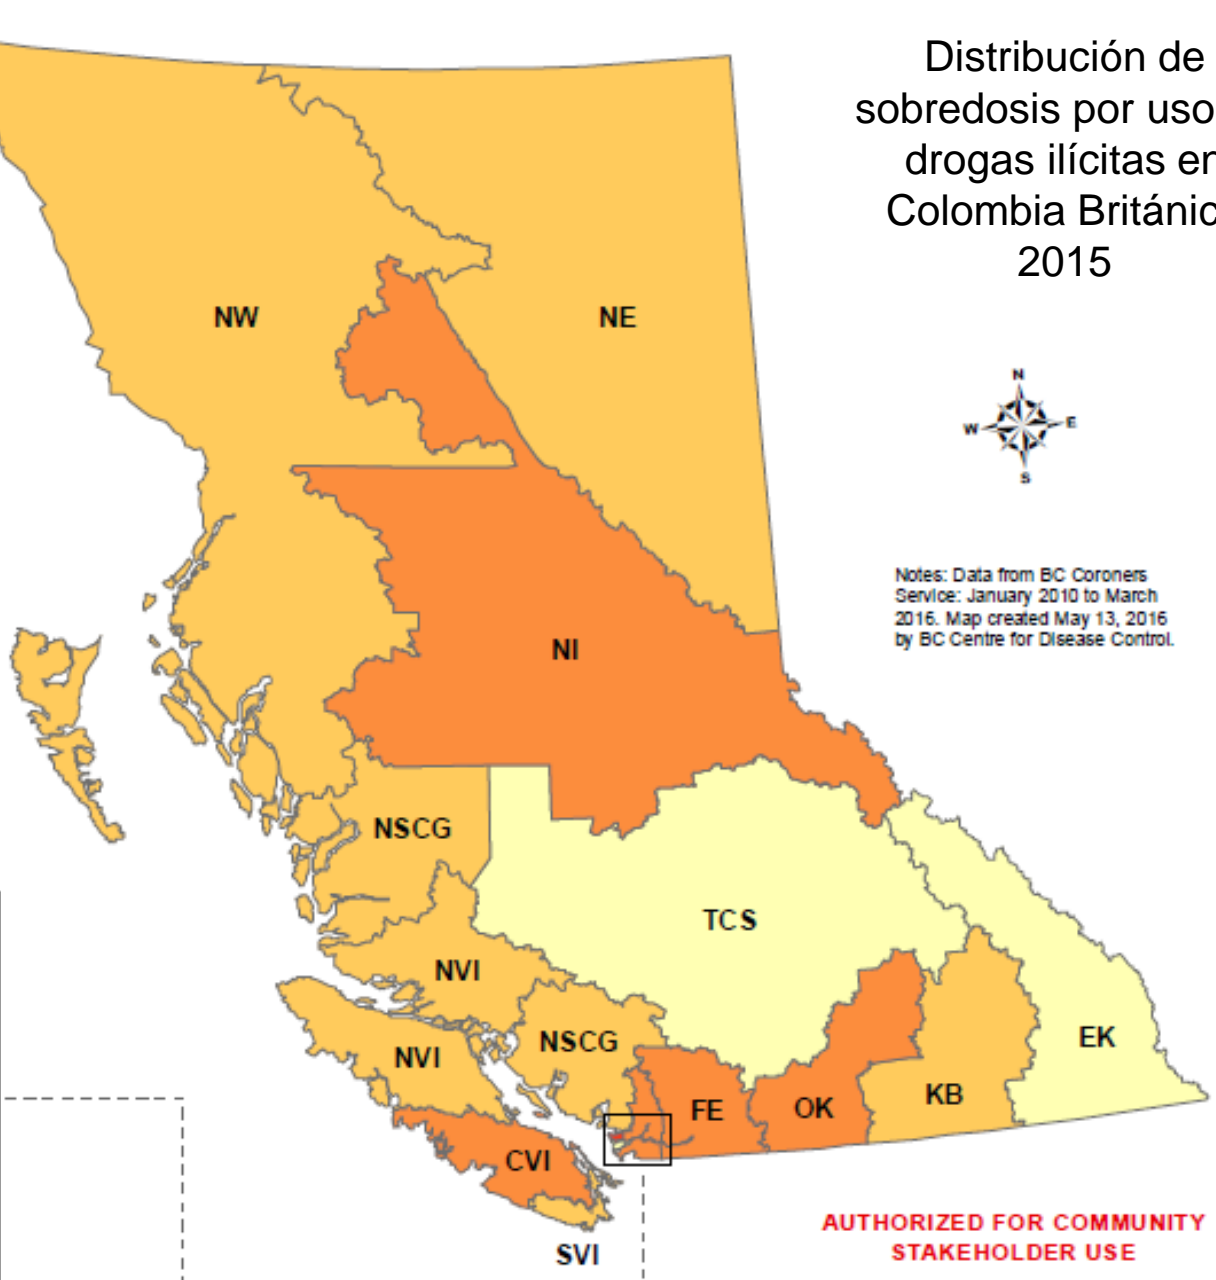 Distribución de
sobredosis por uso
drogas ilícitas en
Colombia Británic
2015
NW
NE
N
W
E
S
Notes: Data from BC Coroners
Service: January 2010 to March
2016. Map created May 13, 2016
by BC Centre for Disease Control.
NI
NSCG
TCS
NVI
NSCG
EK
NVI
KB
FE
OK
CVI
AUTHORIZED FOR COMMUNITY
STAKEHOLDER USE
SVI